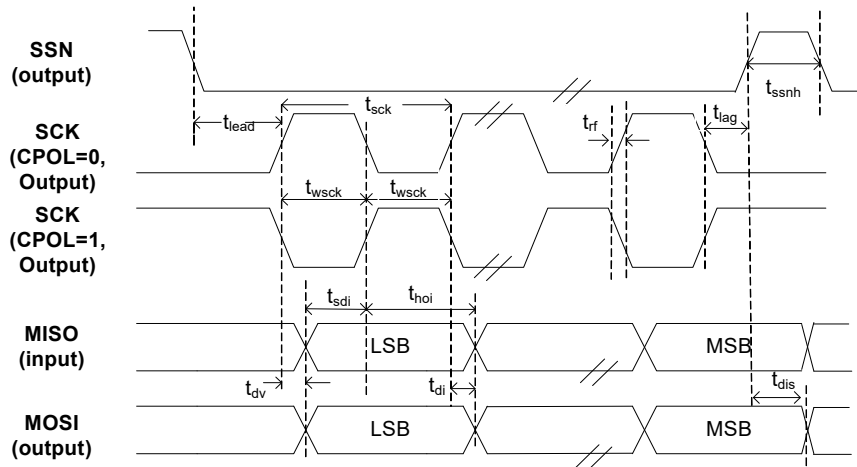 SSN
(output)
t_ssnh
t_sck
t_lead
t_rf
t_lag
SCK
(CPOL=0,
Output)
t_wsck t_wsck
SCK
(CPOL=1,
Output)
t_sdi t_hoi
MISO
(input)
LSB MSB
t_dv t_di t_dis
MOSI
(output)
LSB MSB